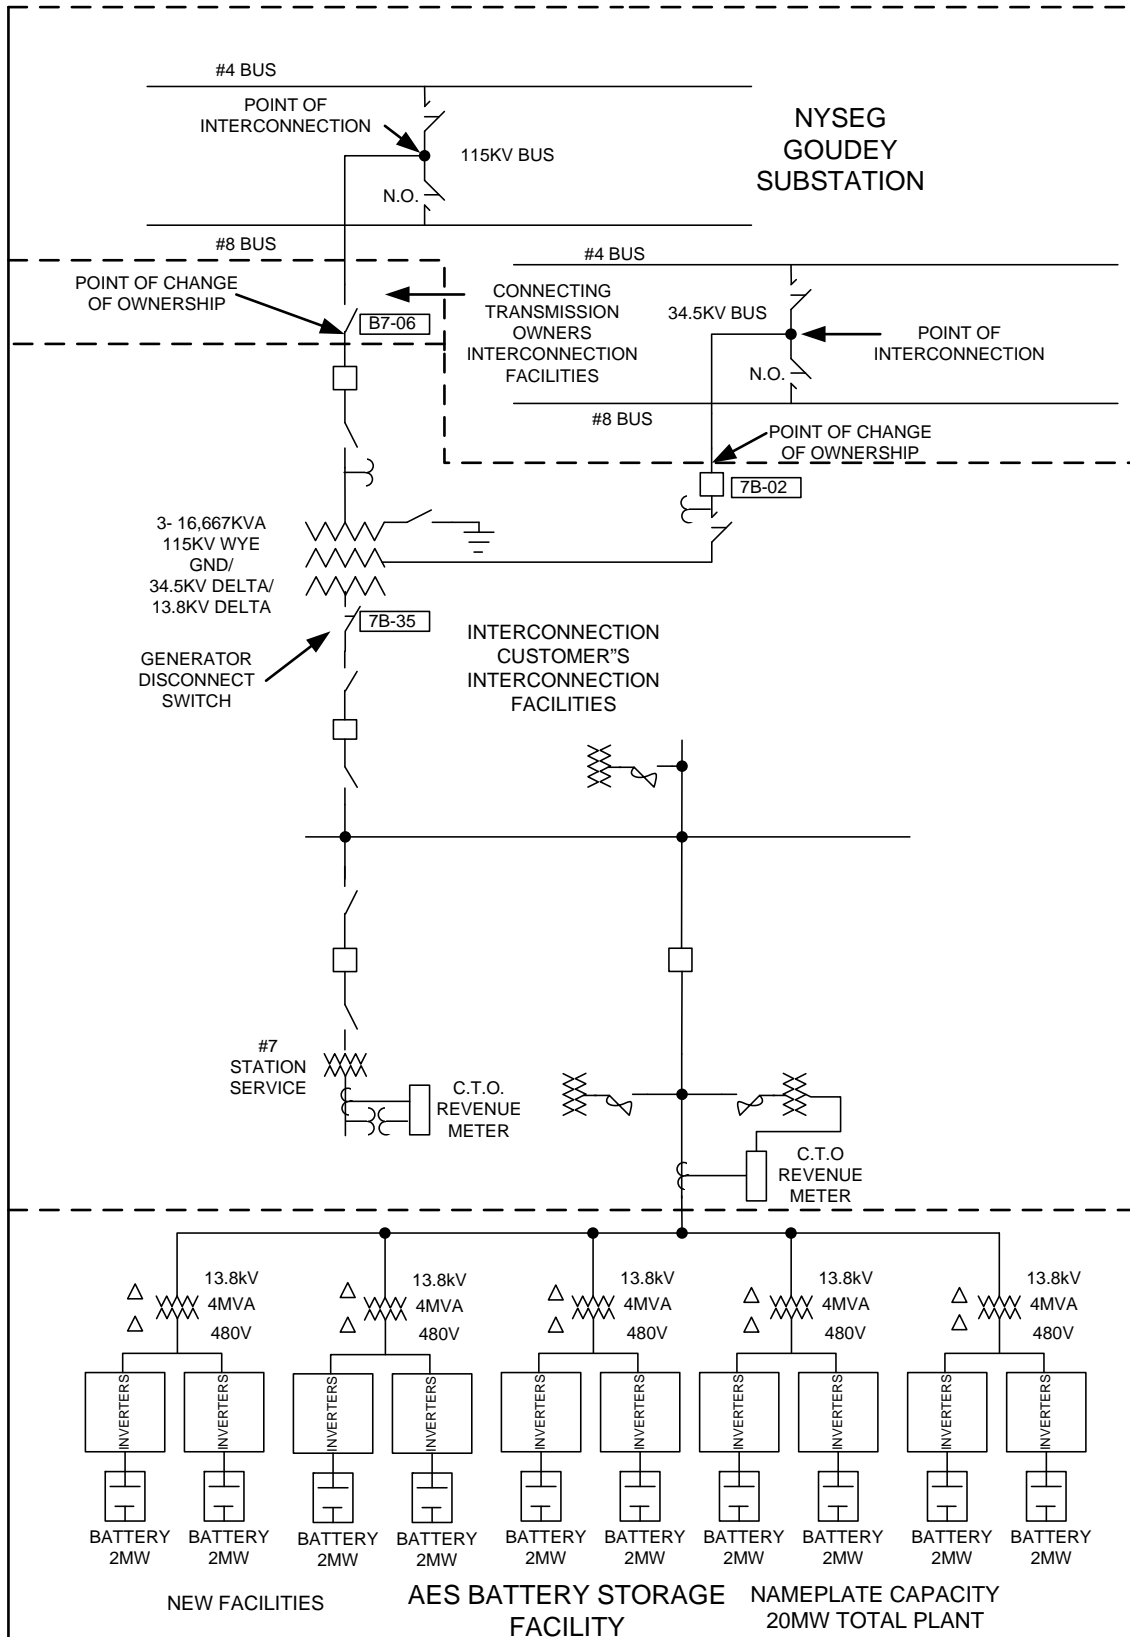 #4 BUS
POINT OF
INTERCONNECTION
115KV BUS
N.O.
#8 BUS
NYSEG
GOUDEY
SUBSTATION
POINT OF CHANGE
OF OWNERSHIP
B7-06
CONNECTING
TRANSMISSION
OWNERS
INTERCONNECTION
FACILITIES
#4 BUS
34.5KV BUS
POINT OF
INTERCONNECTION
N.O.
#8 BUS
POINT OF CHANGE
OF OWNERSHIP
7B-02
3- 16,667KVA
115KV WYE
GND/
34.5KV DELTA/
13.8KV DELTA
7B-35
GENERATOR
DISCONNECT
SWITCH
INTERCONNECTION
CUSTOMER"S
INTERCONNECTION
FACILITIES
#7
STATION
SERVICE
C.T.O.
REVENUE
METER
C.T.O
REVENUE
METER
13.8kV
4MVA
480V
13.8kV
4MVA
480V
13.8kV
4MVA
480V
13.8kV
4MVA
480V
13.8kV
4MVA
480V
INVERTERS
INVERTERS
INVERTERS
INVERTERS
INVERTERS
INVERTERS
INVERTERS
INVERTERS
INVERTERS
INVERTERS
BATTERY
2MW
BATTERY
2MW
BATTERY
2MW
BATTERY
2MW
BATTERY
2MW
BATTERY
2MW
BATTERY
2MW
BATTERY
2MW
BATTERY
2MW
BATTERY
2MW
NEW FACILITIES
AES BATTERY STORAGE
FACILITY
NAMEPLATE CAPACITY
20MW TOTAL PLANT